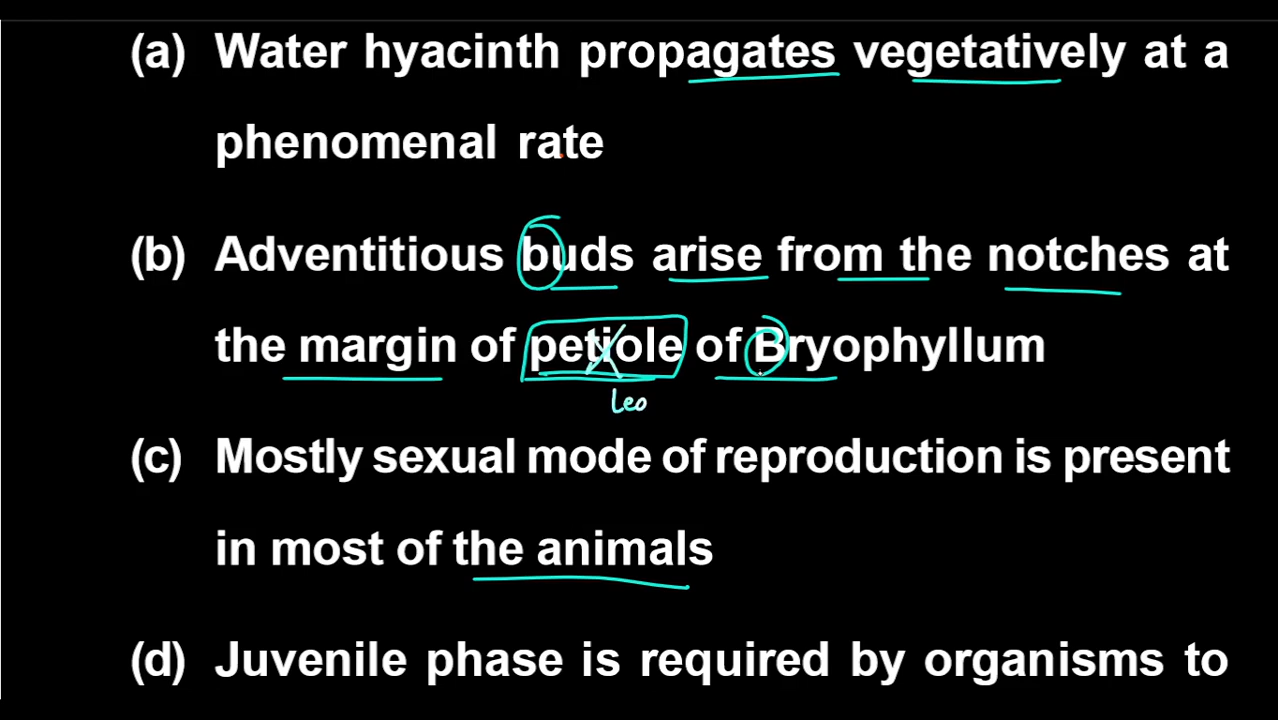 (a) Water hyacinth propagates vegetatively at a
phenomenal rate
(b) Adventitious buds arise from the notches at
the margin of petiole of Bryophyllum
Leo
(c) Mostly sexual mode of reproduction is present
in most of the animals
(d) Juvenile phase is required by organisms to